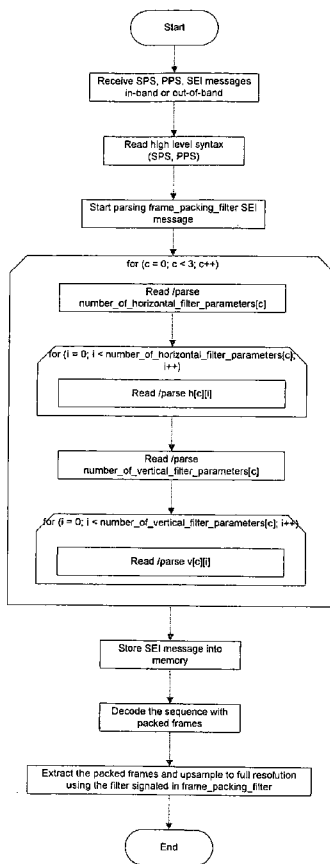 Start
Receive SPS, PPS, SEI messages
in-band or out-of-band
Read high level syntax
(SPS, PPS)
Start parsing frame_packing_filter SEI
message
for (c = 0; c < 3; c++)
Read /parse
number_of_horizontal_filter_parameters[c]
for (i = 0; i < number_of_horizontal_filter_parameters[c];
i++)
Read /parse h[c][i]
Read /parse
number_of_vertical_filter_parameters[c]
for (i = 0; i < number_of_vertical_filter_parameters[c]; i++)
Read /parse v[c][i]
Store SEI message into
memory
Decode the sequence with
packed frames
Extract the packed frames and upsample to full resolution
using the filter signaled in frame_packing_filter
End